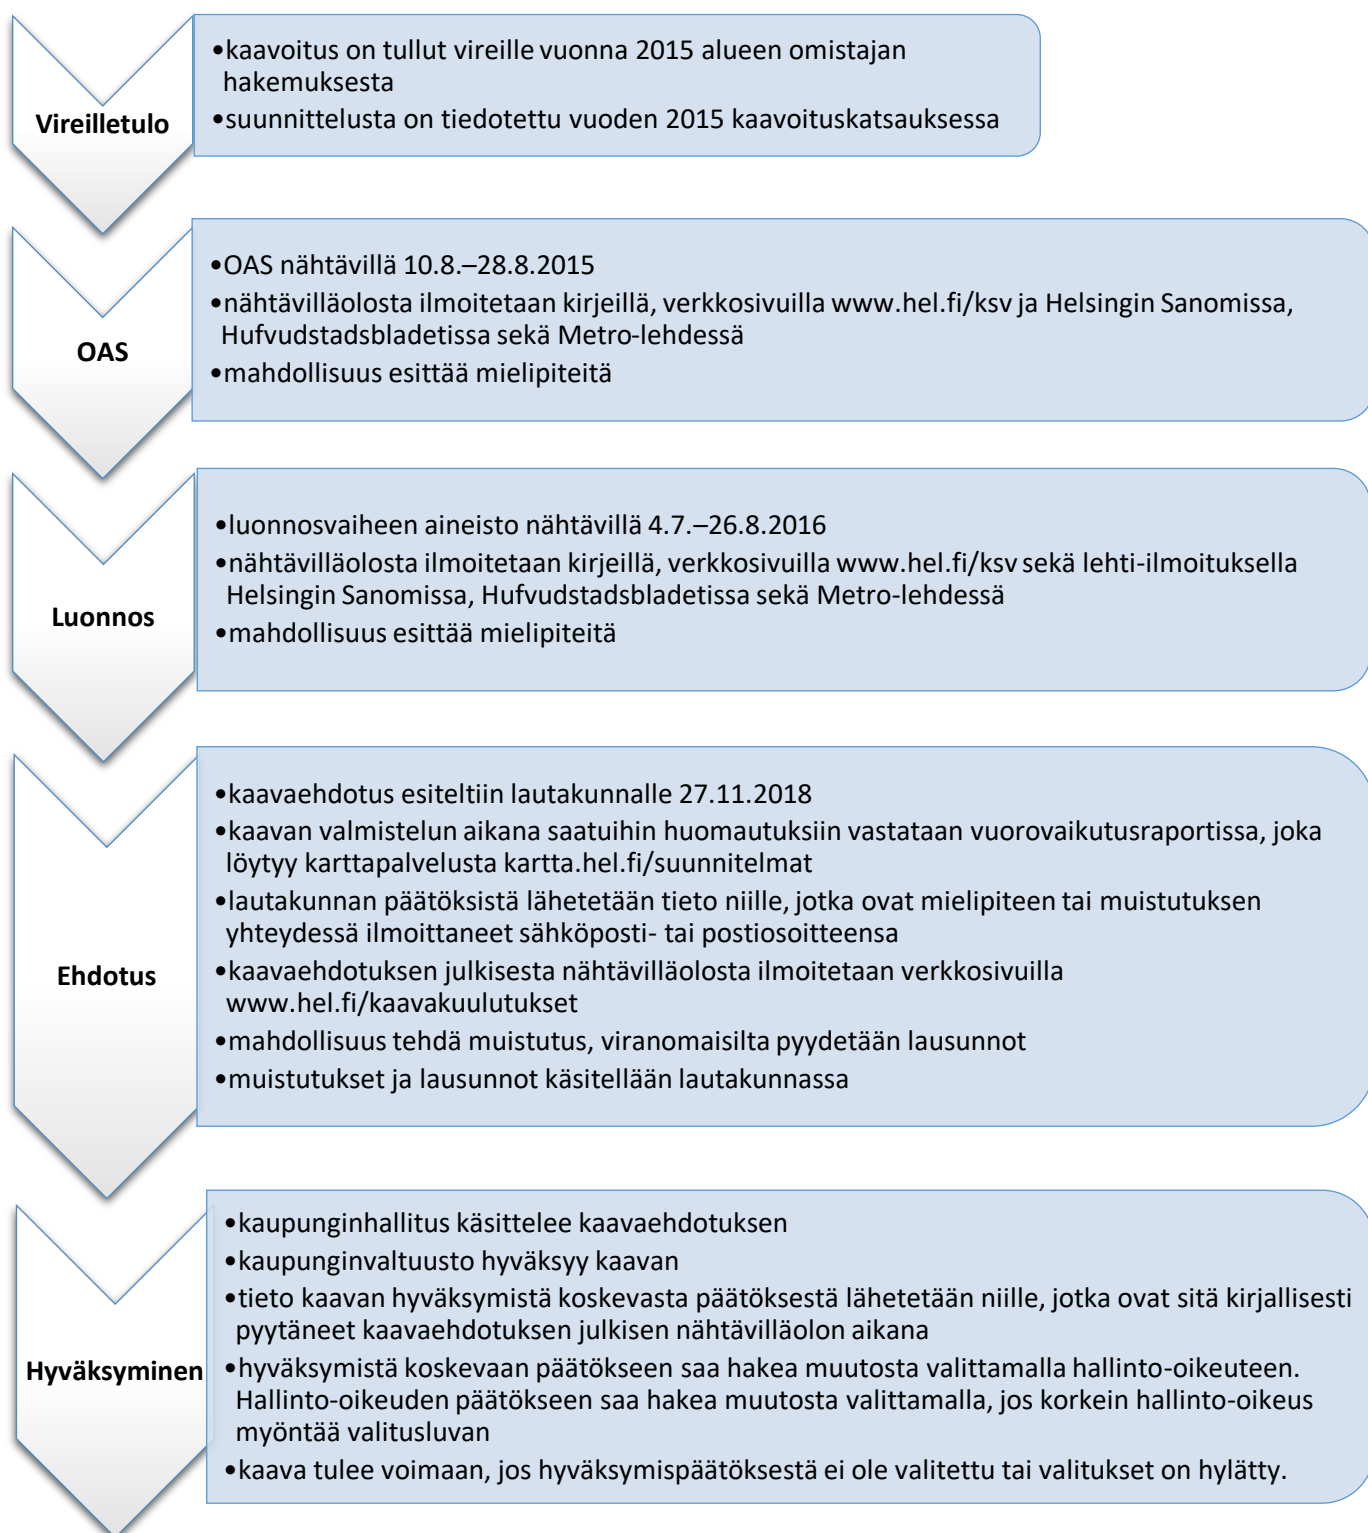 Vireilletulo
•kaavoitus on tullut vireille vuonna 2015 alueen omistajan
hakemuksesta
•suunnittelusta on tiedotettu vuoden 2015 kaavoituskatsauksessa
OAS
•OAS nähtävillä 10.8.–28.8.2015
•nähtävilläolosta ilmoitetaan kirjeillä, verkkosivuilla www.hel.fi/ksv ja Helsingin Sanomissa,
Hufvudstadsbladetissa sekä Metro-lehdessä
•mahdollisuus esittää mielipiteitä
Luonnos
•luonnosvaiheen aineisto nähtävillä 4.7.–26.8.2016
•nähtävilläolosta ilmoitetaan kirjeillä, verkkosivuilla www.hel.fi/ksv sekä lehti-ilmoituksella
Helsingin Sanomissa, Hufvudstadsbladetissa sekä Metro-lehdessä
•mahdollisuus esittää mielipiteitä
Ehdotus
•kaavaehdotus esiteltiin lautakunnalle 27.11.2018
•kaavan valmistelun aikana saatuihin huomautuksiin vastataan vuorovaikutusraportissa, joka
löytyy karttapalvelusta kartta.hel.fi/suunnitelmat
•lautakunnan päätöksistä lähetetään tieto niille, jotka ovat mielipiteen tai muistutuksen
yhteydessä ilmoittaneet sähköposti- tai postiosoitteensa
•kaavaehdotuksen julkisesta nähtävilläolosta ilmoitetaan verkkosivuilla
www.hel.fi/kaavakuulutukset
•mahdollisuus tehdä muistutus, viranomaisilta pyydetään lausunnot
•muistutukset ja lausunnot käsitellään lautakunnassa
Hyväksyminen
•kaupunginhallitus käsittelee kaavaehdotuksen
•kaupunginvaltuusto hyväksyy kaavan
•tieto kaavan hyväksymistä koskevasta päätöksestä lähetetään niille, jotka ovat sitä kirjallisesti
pyytäneet kaavaehdotuksen julkisen nähtävilläolon aikana
•hyväksymistä koskevaan päätökseen saa hakea muutosta valittamalla hallinto-oikeuteen.
Hallinto-oikeuden päätökseen saa hakea muutosta valittamalla, jos korkein hallinto-oikeus
myöntää valitusluvan
•kaava tulee voimaan, jos hyväksymispäätöksestä ei ole valitettu tai valitukset on hylätty.